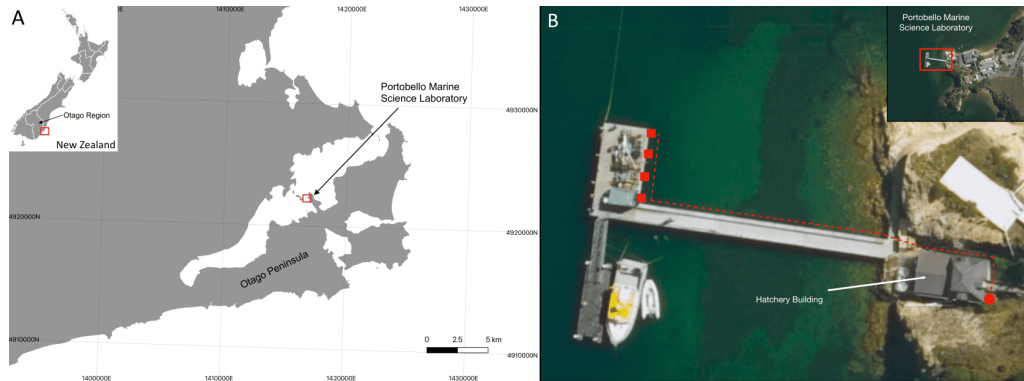 A
1410000E
1420000E
1430000E
Otago Region
New Zealand
Portobello Marine
Science Laboratory
4930000N
4920000N
4920000N
Otago Peninsula
4910000N
0 2.5 5 km
4910000N
1400000E
1410000E
1420000E
1430000E
B
Portobello Marine
Science Laboratory
Hatchery Building